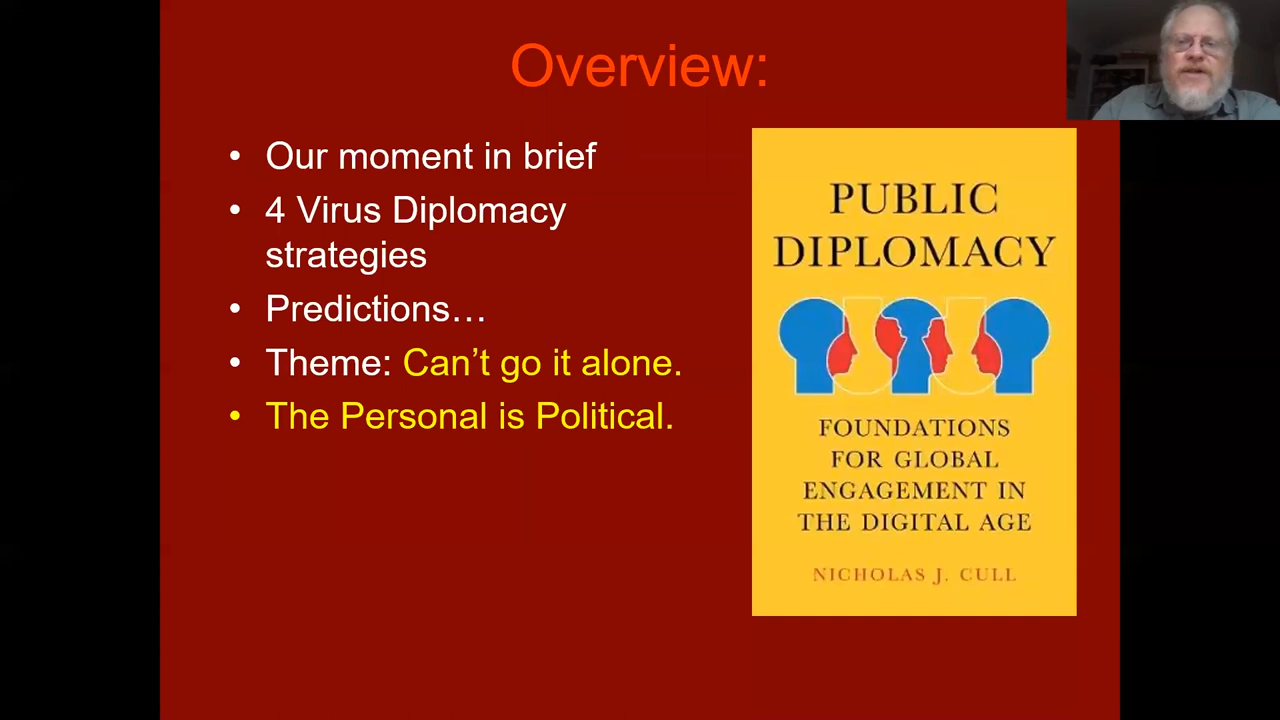 Overview:
• Our moment in brief
• 4 Virus Diplomacy
strategies
• Predictions…
• Theme: Can’t go it alone.
• The Personal is Political.
PUBLIC
DIPLOMACY
FOUNDATIONS
FOR GLOBAL
ENGAGEMENT IN
THE DIGITAL AGE
NICHOLAS J. CULL